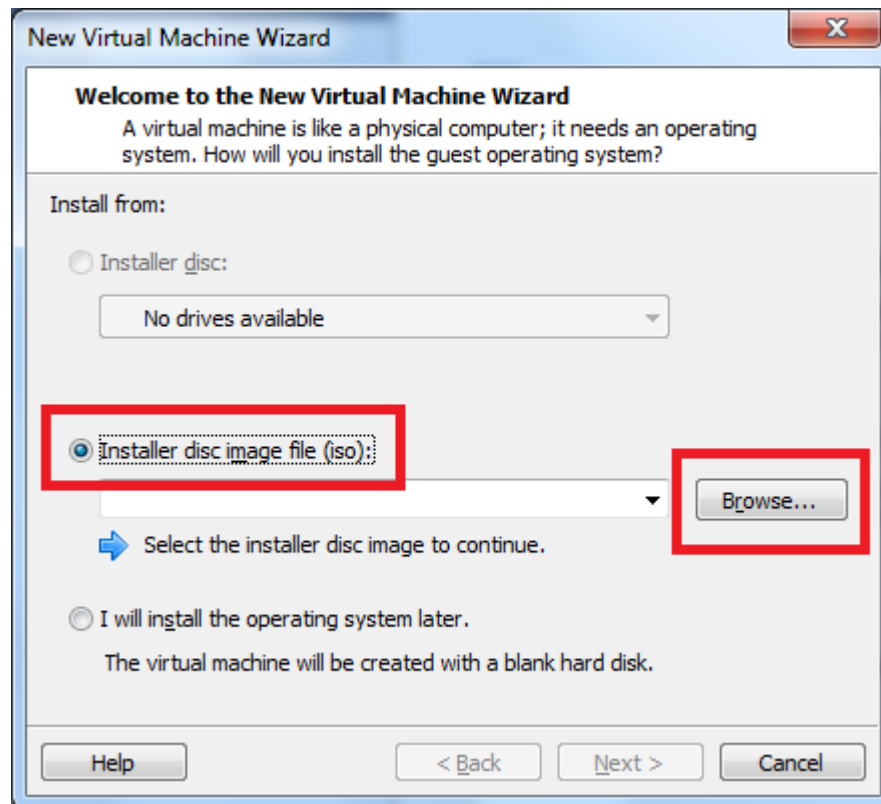 New Virtual Machine Wizard
Welcome to the New Virtual Machine Wizard
A virtual machine is like a physical computer; it needs an operating
system. How will you install the guest operating system?
Install from:
Installer disc:
No drives available
Installer disc image file (iso):
Browse...
Select the installer disc image to continue.
I will install the operating system later.
The virtual machine will be created with a blank hard disk.
Help
< Back
Next >
Cancel